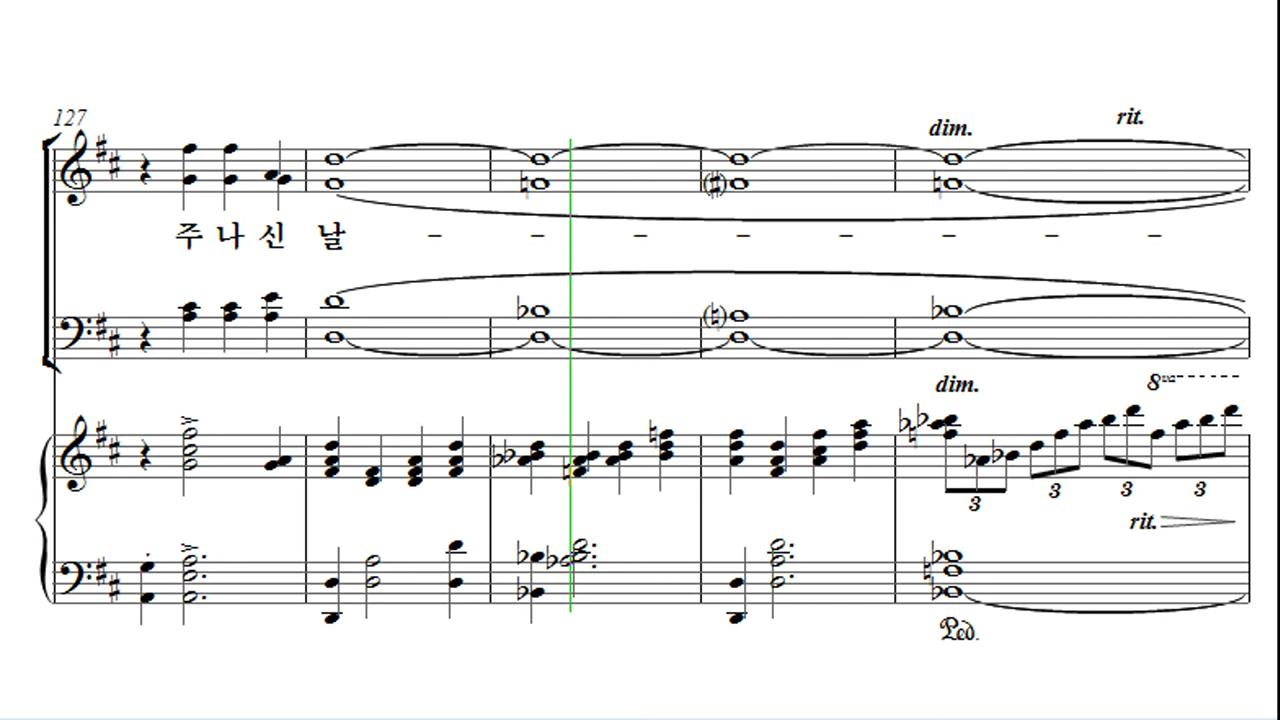 127
dim. rit.
주 나 신 날 - - - - - - - -
dim. 8va
3 3 3 3
rit.
Ped.